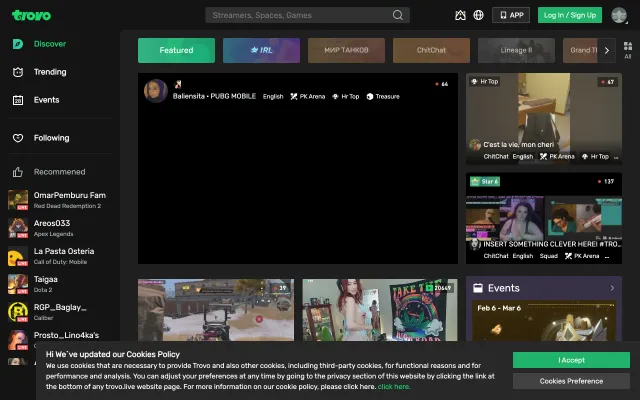 trovo
Streamers, Spaces, Games
APP
Log In / Sign Up
Discover
Trending
Events
Following
Recommened
OmarPemburu Fam
Red Dead Redemption 2
LIVE
Areos033
Apex Legends
LIVE
La Pasta Osteria
Call of Duty: Mobile
LIVE
Taigaa
Dota 2
LIVE
RGP_Baglay_
Caliber
LIVE
Prosto_Lino4ka's
Featured
IRL
МИР ТАНКОВ
ChitChat
Lineage II
Grand T
All
64
Baliensita • PUBG MOBILE
English
PK Arena
Hr Top
Treasure
Hr Top
67
C'est la vie, mon cheri
ChitChat
English
PK Arena
Hr Top
...
Star 6
137
INSERT SOMETHING CLEVER HERE! #TRO...
ChitChat
English
Squad
PK Arena
...
39
TAKE THE
20649
Events
Feb 6 - Mar 6
Hi We`ve updated our Cookies Policy
We use cookies that are necessary to provide Trovo and also other cookies, including third-party cookies, for functional reasons and for
performance and analysis. You can adjust your preferences at any time by going to the privacy section of this website by clicking the link at
the bottom of any trovo.live website page. For more information on our cookie policy, please click here. click here.
I Accept
Cookies Preference